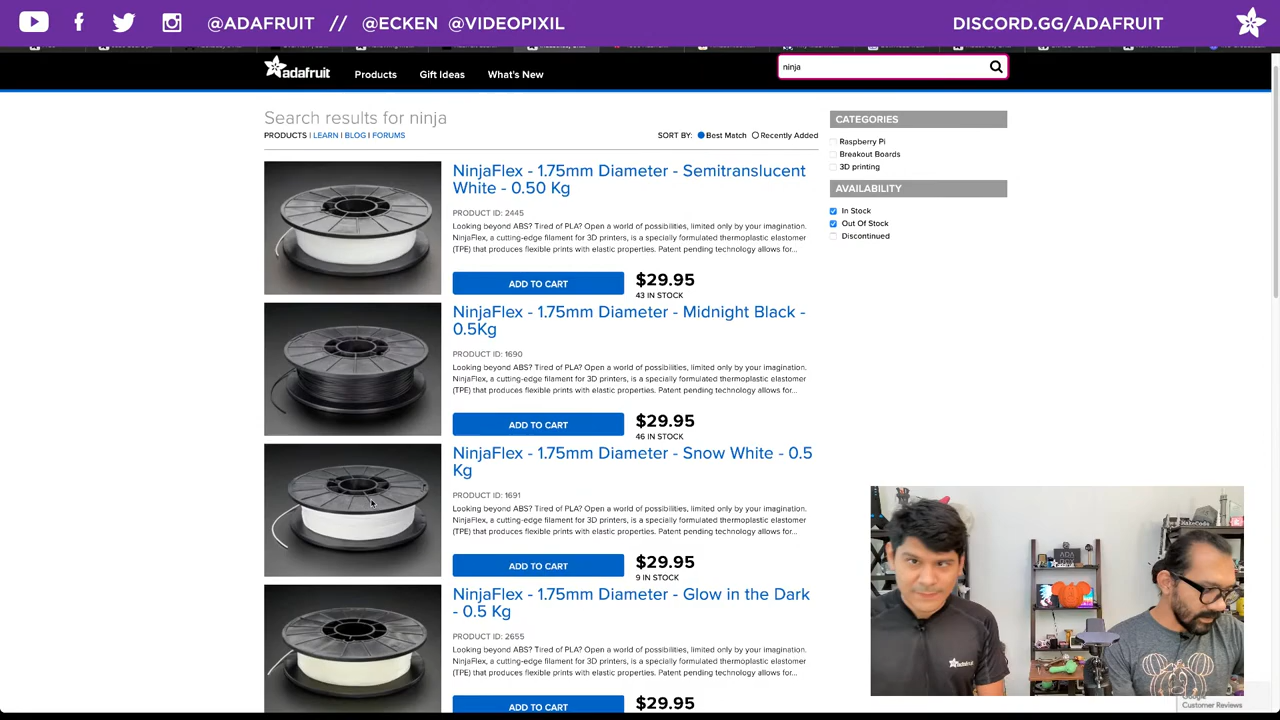 @ADAFRUIT // @ECKEN @VIDEOPIXIL
DISCORD.GG/ADAFRUIT
adafruit
Products
Gift Ideas
What's New
ninja
Search results for ninja
PRODUCTS | LEARN | BLOG | FORUMS
SORT BY: Best Match Recently Added
NinjaFlex - 1.75mm Diameter - Semitranslucent
White - 0.50 Kg
PRODUCT ID: 2445
Looking beyond ABS? Tired of PLA? Open a world of possibilities, limited only by your imagination.
NinjaFlex, a cutting-edge filament for 3D printers, is a specially formulated thermoplastic elastomer
(TPE) that produces flexible prints with elastic properties. Patent pending technology allows for...
ADD TO CART
$29.95
43 IN STOCK
NinjaFlex - 1.75mm Diameter - Midnight Black -
0.5Kg
PRODUCT ID: 1690
Looking beyond ABS? Tired of PLA? Open a world of possibilities, limited only by your imagination.
NinjaFlex, a cutting-edge filament for 3D printers, is a specially formulated thermoplastic elastomer
(TPE) that produces flexible prints with elastic properties. Patent pending technology allows for...
ADD TO CART
$29.95
46 IN STOCK
NinjaFlex - 1.75mm Diameter - Snow White - 0.5
Kg
PRODUCT ID: 1691
Looking beyond ABS? Tired of PLA? Open a world of possibilities, limited only by your imagination.
NinjaFlex, a cutting-edge filament for 3D printers, is a specially formulated thermoplastic elastomer
(TPE) that produces flexible prints with elastic properties. Patent pending technology allows for...
ADD TO CART
$29.95
9 IN STOCK
NinjaFlex - 1.75mm Diameter - Glow in the Dark
- 0.5 Kg
PRODUCT ID: 2655
Looking beyond ABS? Tired of PLA? Open a world of possibilities, limited only by your imagination.
NinjaFlex, a cutting-edge filament for 3D printers, is a specially formulated thermoplastic elastomer
(TPE) that produces flexible prints with elastic properties. Patent pending technology allows for...
ADD TO CART
$29.95
CATEGORIES
Raspberry Pi
Breakout Boards
3D printing
AVAILABILITY
In Stock
Out Of Stock
Discontinued
adafruit
Google
Customer Reviews